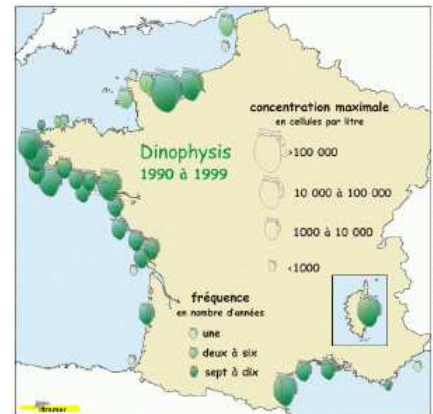 concentration maximale
en cellules par litre
Dinophysis
1990 à 1999
>100 000
10 000 à 100 000
1000 à 10 000
<1000
fréquence
en nombre d'années
une
deux à six
sept à dix
Ifremer